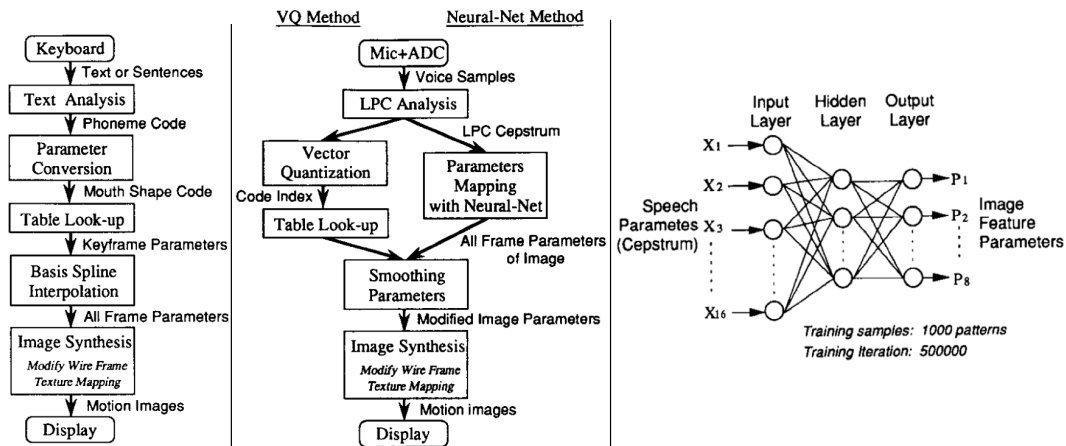 Keyboard
Text or Sentences
Text Analysis
Phoneme Code
Parameter
Conversion
Mouth Shape Code
Table Look-up
Keyframe Parameters
Basis Spline
Interpolation
All Frame Parameters
Image Synthesis
Modify Wire Frame
Texture Mapping
Motion Images
Display
VQ Method
Neural-Net Method
Mic+ADC
Voice Samples
LPC Analysis
LPC Cepstrum
Vector
Quantization
Code Index
Table Look-up
Parameters
Mapping
with Neural-Net
All Frame Parameters
of Image
Smoothing
Parameters
Modified Image Parameters
Image Synthesis
Modify Wire Frame
Texture Mapping
Motion images
Display
Input
Layer
Hidden
Layer
Output
Layer
X1
X2
X3
X16
Speech
Parametes
(Cepstrum)
P1
P2
P8
Image
Feature
Parameters
Training samples: 1000 patterns
Training Iteration: 500000